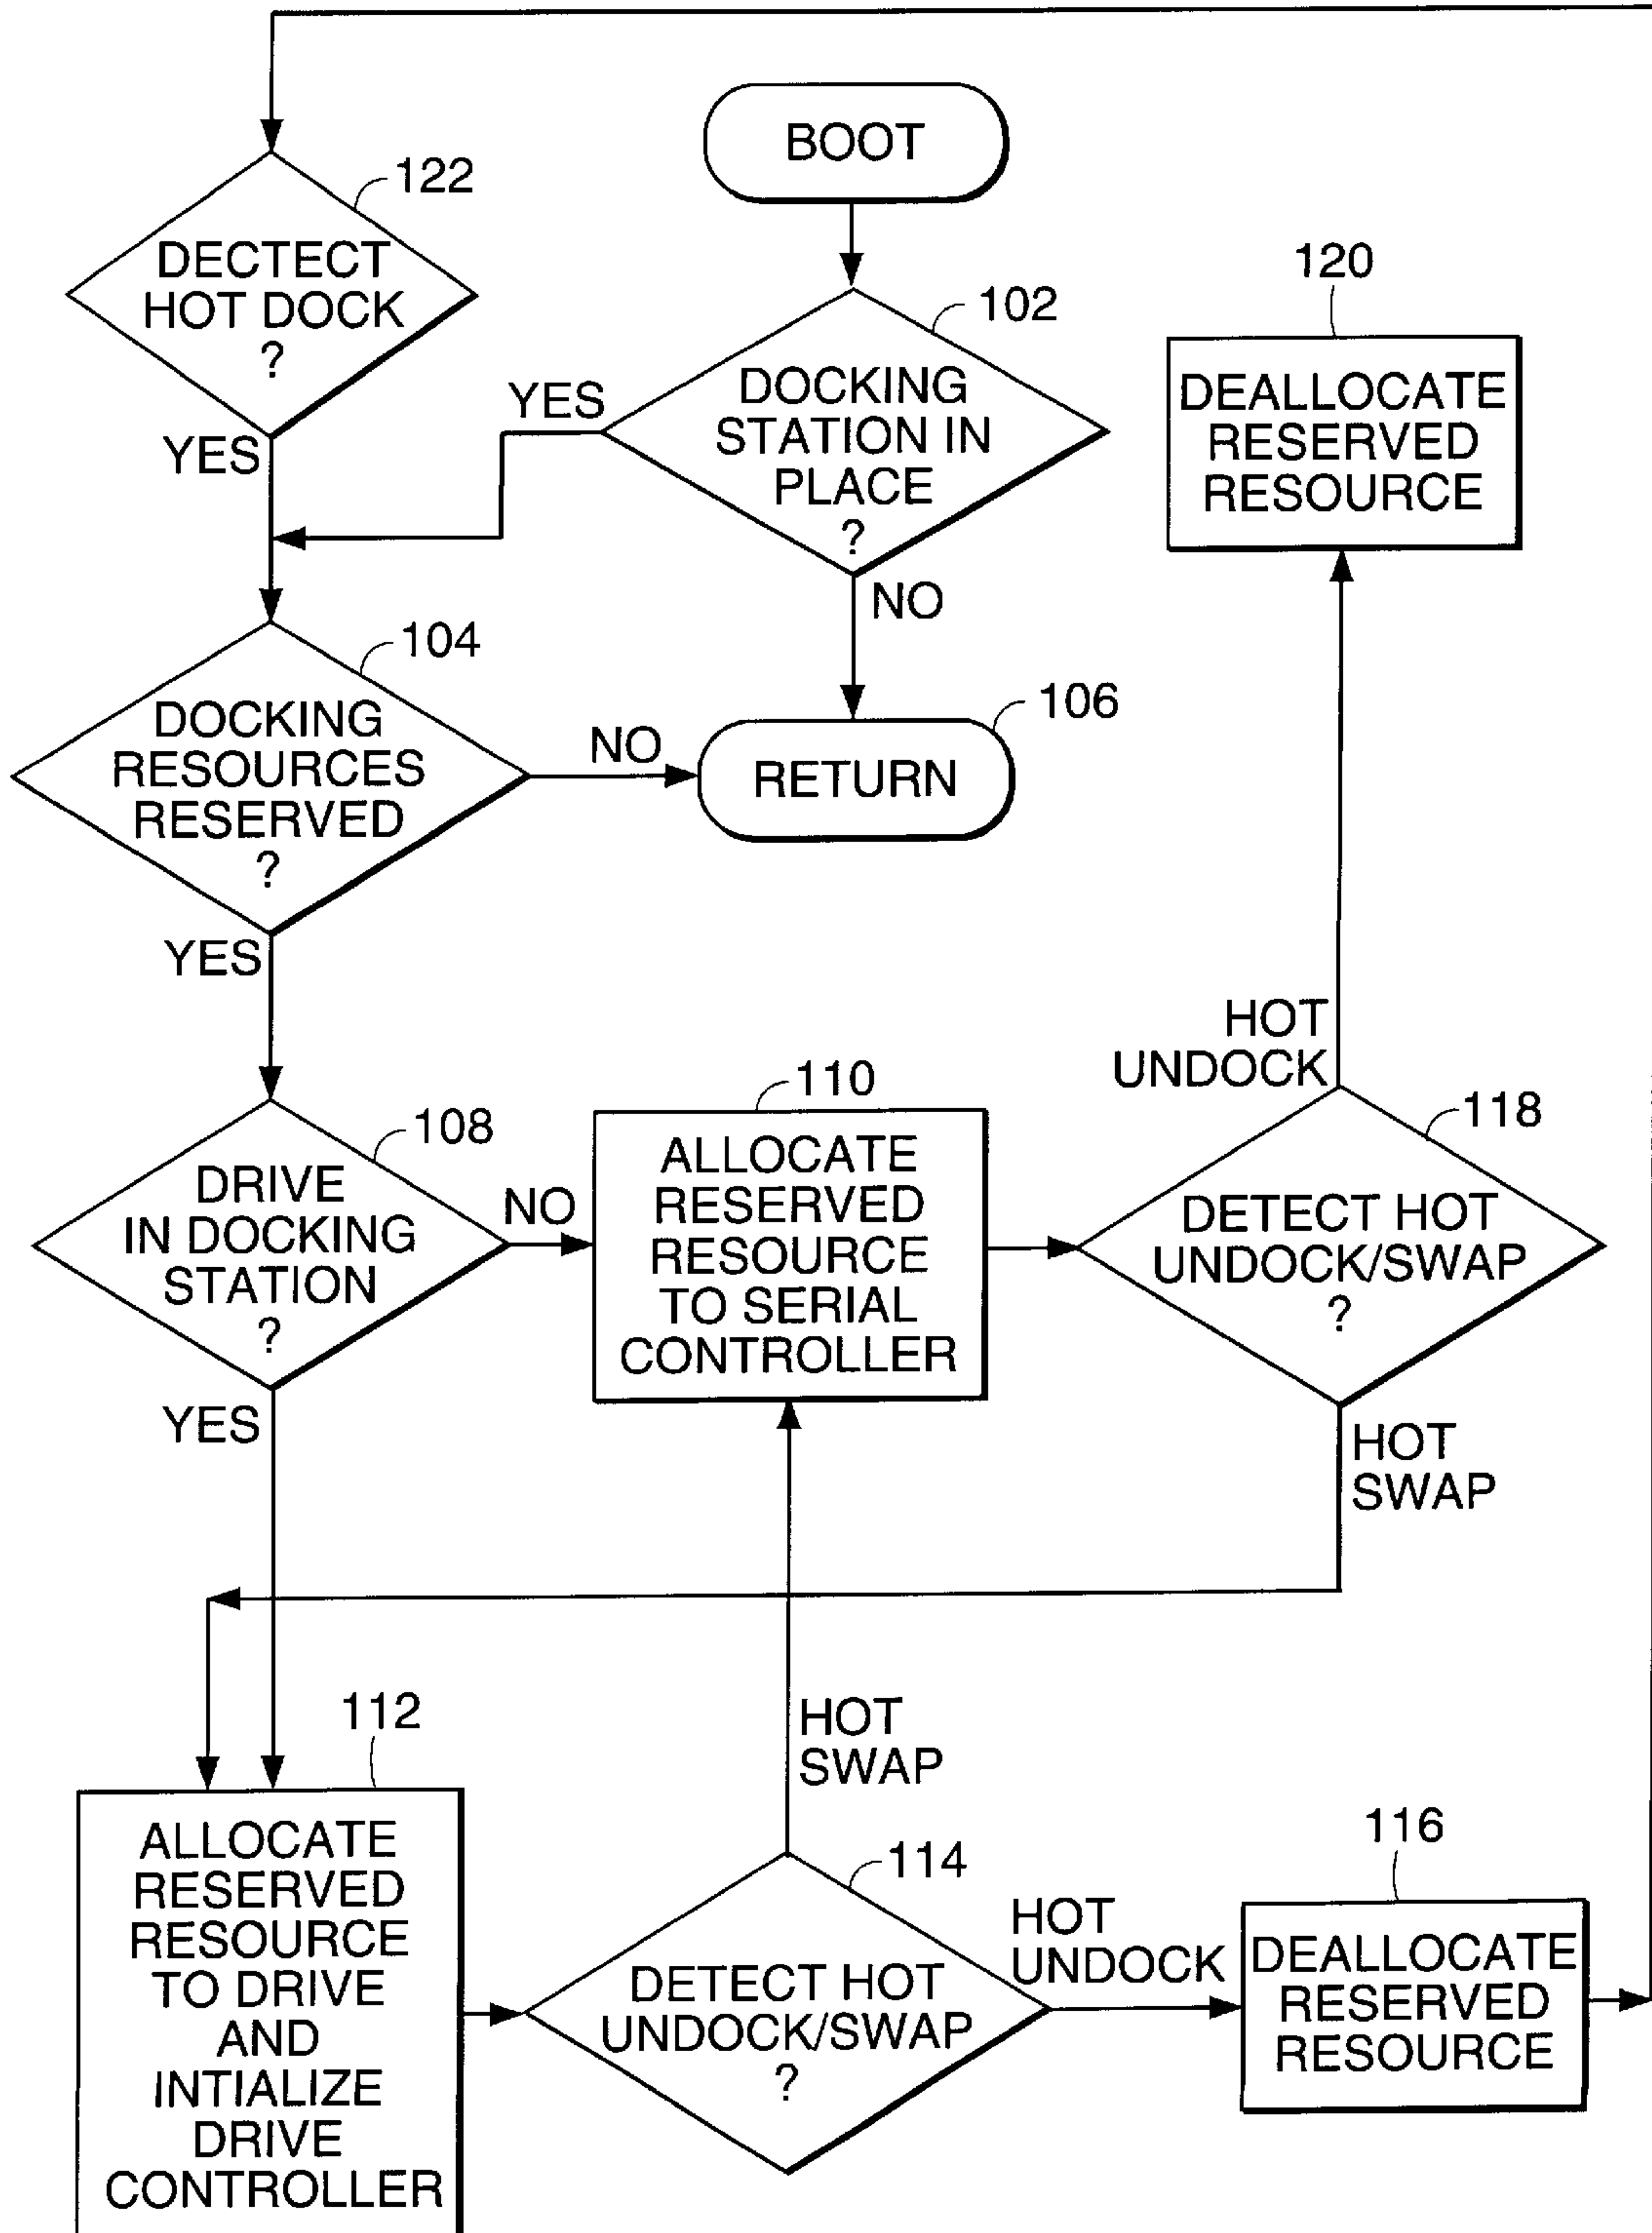 BOOT
122
DECTECT
HOT DOCK
?
YES
102
DOCKING
STATION IN
PLACE
?
YES
NO
120
DEALLOCATE
RESERVED
RESOURCE
104
DOCKING
RESOURCES
RESERVED
?
NO
YES
106
RETURN
HOT
UNDOCK
108
DRIVE
IN DOCKING
STATION
?
NO
YES
110
ALLOCATE
RESERVED
RESOURCE
TO SERIAL
CONTROLLER
118
DETECT HOT
UNDOCK/SWAP
?
HOT
SWAP
112
ALLOCATE
RESERVED
RESOURCE
TO DRIVE
AND
INTIALIZE
DRIVE
CONTROLLER
HOT
SWAP
114
DETECT HOT
UNDOCK/SWAP
?
HOT
UNDOCK
116
DEALLOCATE
RESERVED
RESOURCE